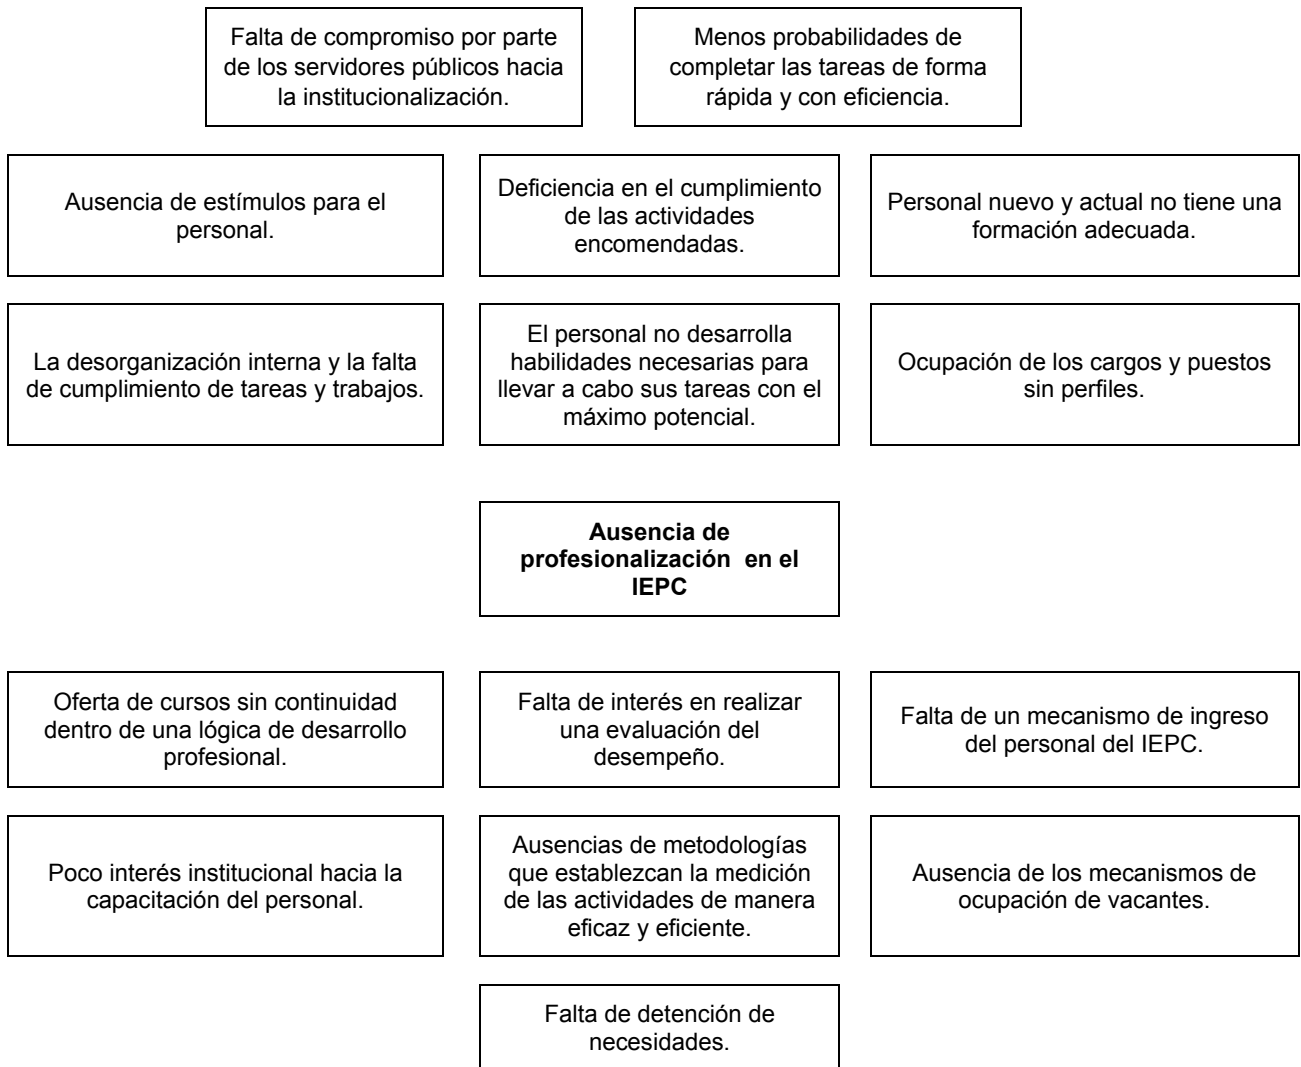 Falta de compromiso por parte
de los servidores públicos hacia
la institucionalización.
Menos probabilidades de
completar las tareas de forma
rápida y con eficiencia.
Ausencia de estímulos para el
personal.
Deficiencia en el cumplimiento
de las actividades
encomendadas.
Personal nuevo y actual no tiene una
formación adecuada.
La desorganización interna y la falta
de cumplimiento de tareas y trabajos.
El personal no desarrolla
habilidades necesarias para
llevar a cabo sus tareas con el
máximo potencial.
Ocupación de los cargos y puestos
sin perfiles.
Ausencia de
profesionalización en el
IEPC
Oferta de cursos sin continuidad
dentro de una lógica de desarrollo
profesional.
Falta de interés en realizar
una evaluación del
desempeño.
Falta de un mecanismo de ingreso
del personal del IEPC.
Poco interés institucional hacia la
capacitación del personal.
Ausencias de metodologías
que establezcan la medición
de las actividades de manera
eficaz y eficiente.
Ausencia de los mecanismos de
ocupación de vacantes.
Falta de detención de
necesidades.